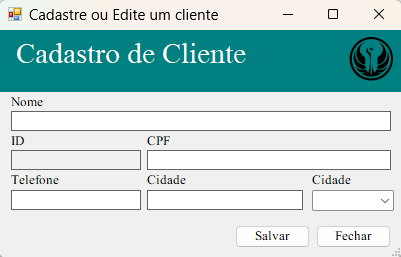 Cadastre ou Edite um cliente
Cadastro de Cliente
Nome
ID CPF
Telefone Cidade Cidade
Salvar Fechar